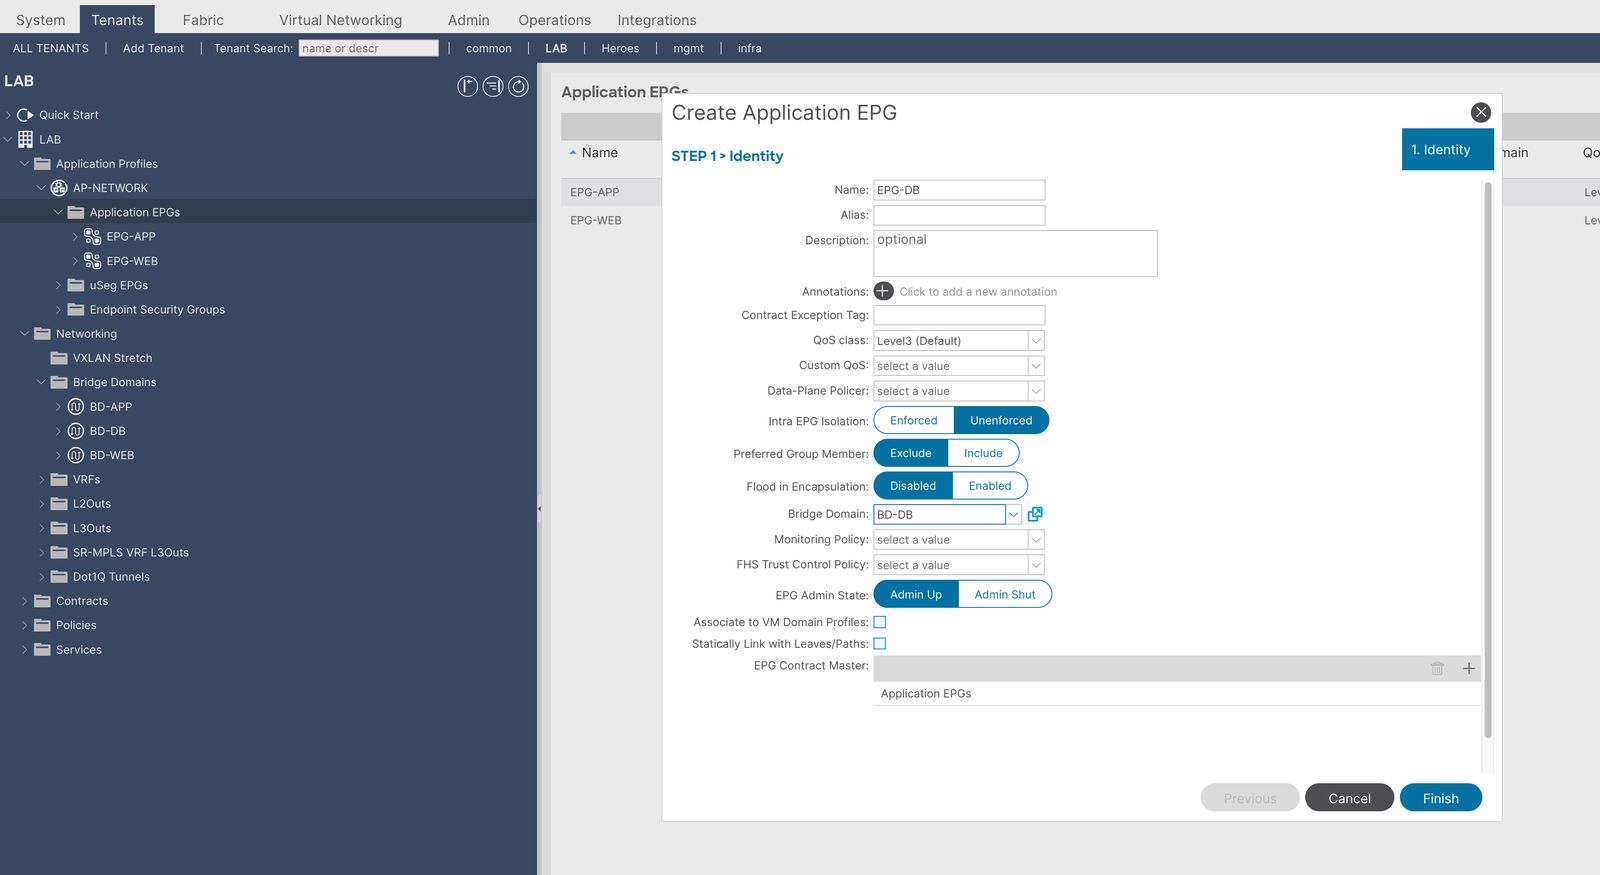 System Tenants Fabric Virtual Networking Admin Operations Integrations
ALL TENANTS | Add Tenant | Tenant Search: name or descr | common | LAB | Heroes | mgmt | infra
LAB
Quick Start
LAB
Application Profiles
AP-NETWORK
Application EPGs
EPG-APP
EPG-WEB
uSeg EPGs
Endpoint Security Groups
Networking
VXLAN Stretch
Bridge Domains
BD-APP
BD-DB
BD-WEB
VRFs
L2Outs
L3Outs
SR-MPLS VRF L3Outs
Dot1Q Tunnels
Contracts
Policies
Services
Application EPGs
Name
EPG-APP
EPG-WEB
main Qo
Lev
Lev
Create Application EPG
STEP 1 > Identity
1. Identity
Name: EPG-DB
Alias:
Description: optional
Annotations: Click to add a new annotation
Contract Exception Tag:
QoS class: Level3 (Default)
Custom QoS: select a value
Data-Plane Policer: select a value
Intra EPG Isolation: Enforced Unenforced
Preferred Group Member: Exclude Include
Flood in Encapsulation: Disabled Enabled
Bridge Domain: BD-DB
Monitoring Policy: select a value
FHS Trust Control Policy: select a value
EPG Admin State: Admin Up Admin Shut
Associate to VM Domain Profiles:
Statically Link with Leaves/Paths:
EPG Contract Master:
Application EPGs
Previous Cancel Finish